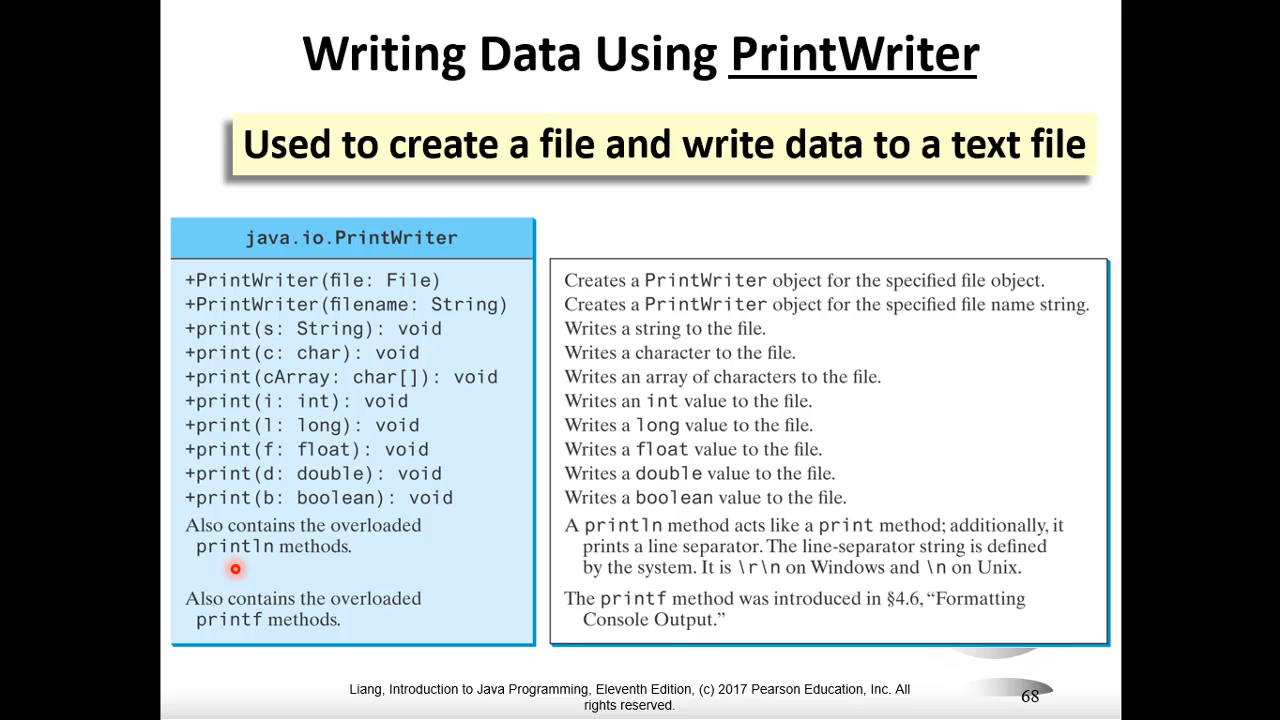 Writing Data Using PrintWriter
Used to create a file and write data to a text file
java.io.PrintWriter
+PrintWriter(file: File)
+PrintWriter(filename: String)
+print(s: String): void
+print(c: char): void
+print(cArray: char[]): void
+print(i: int): void
+print(l: long): void
+print(f: float): void
+print(d: double): void
+print(b: boolean): void
Also contains the overloaded
println methods.
Also contains the overloaded
printf methods.
Creates a PrintWriter object for the specified file object.
Creates a PrintWriter object for the specified file name string.
Writes a string to the file.
Writes a character to the file.
Writes an array of characters to the file.
Writes an int value to the file.
Writes a long value to the file.
Writes a float value to the file.
Writes a double value to the file.
Writes a boolean value to the file.
A println method acts like a print method; additionally, it
prints a line separator. The line-separator string is defined
by the system. It is \r\n on Windows and \n on Unix.
The printf method was introduced in §4.6, “Formatting
Console Output.”
Liang, Introduction to Java Programming, Eleventh Edition, (c) 2017 Pearson Education, Inc. All
rights reserved.
68